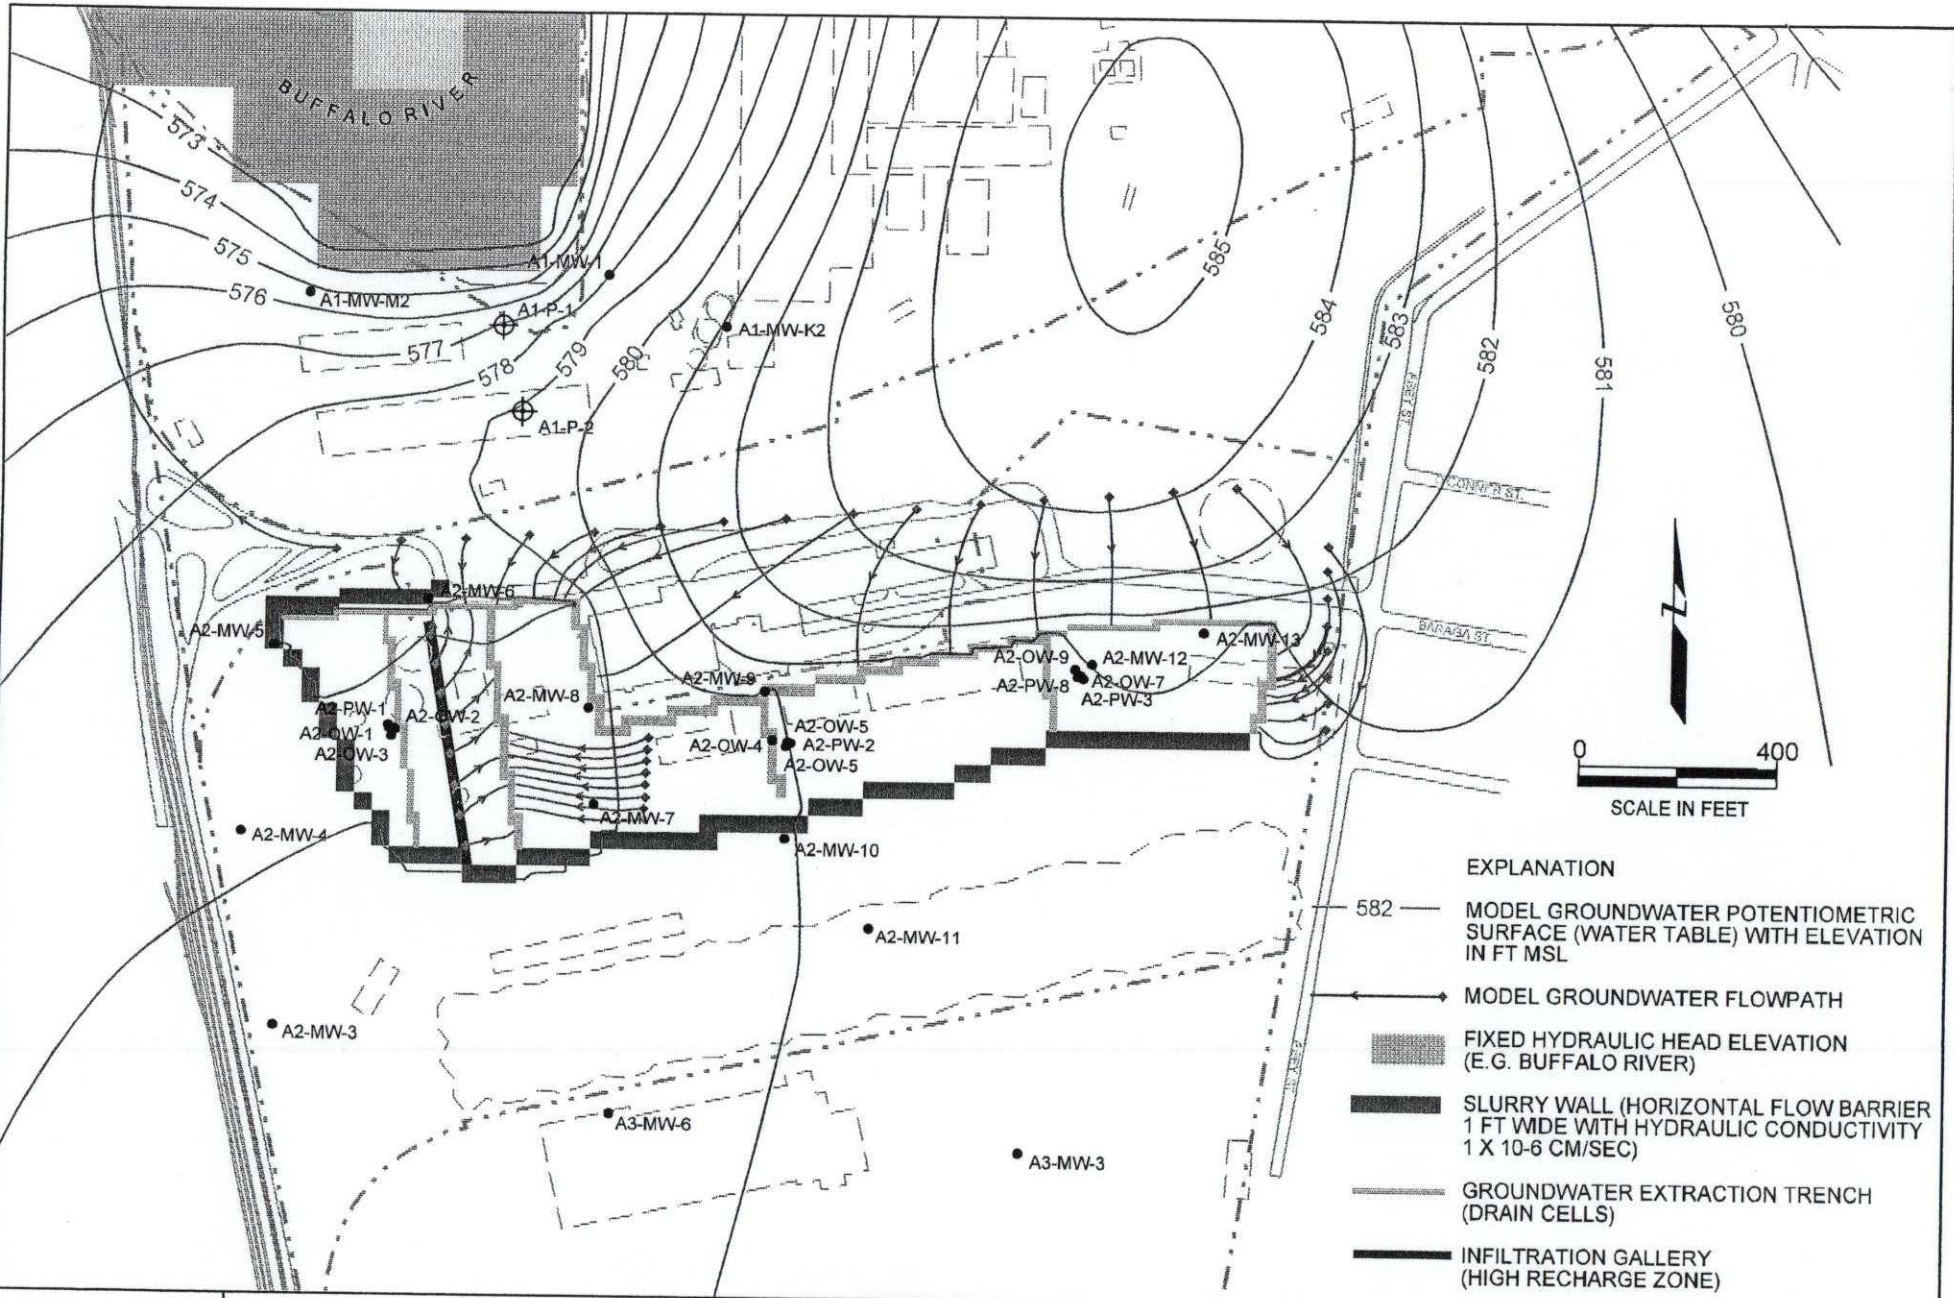 BUFFALO RIVER
573
574
575
576
577
578
579
580
585
584
583
582
581
580
A1-MW-1
A1-MW-M2
A1-P-1
A1-MW-K2
A1-P-2
FIRST ST.
O'CONNER ST.
BARAGA ST.
A2-MW-6
A2-MW-5
A2-MW-13
A2-OW-9
A2-MW-12
A2-PW-8
A2-OW-7
A2-PW-3
A2-MW-9
A2-MW-8
A2-PW-1
A2-OW-2
A2-OW-1
A2-OW-3
A2-OW-5
A2-OW-4
A2-PW-2
A2-OW-5
A2-MW-7
A2-MW-4
A2-MW-10
A2-MW-11
A2-MW-3
A3-MW-6
A3-MW-3
Z
0 400
SCALE IN FEET
EXPLANATION
582
MODEL GROUNDWATER POTENTIOMETRIC
SURFACE (WATER TABLE) WITH ELEVATION
IN FT MSL
MODEL GROUNDWATER FLOWPATH
FIXED HYDRAULIC HEAD ELEVATION
(E.G. BUFFALO RIVER)
SLURRY WALL (HORIZONTAL FLOW BARRIER
1 FT WIDE WITH HYDRAULIC CONDUCTIVITY
1 X 10-6 CM/SEC)
GROUNDWATER EXTRACTION TRENCH
(DRAIN CELLS)
INFILTRATION GALLERY
(HIGH RECHARGE ZONE)